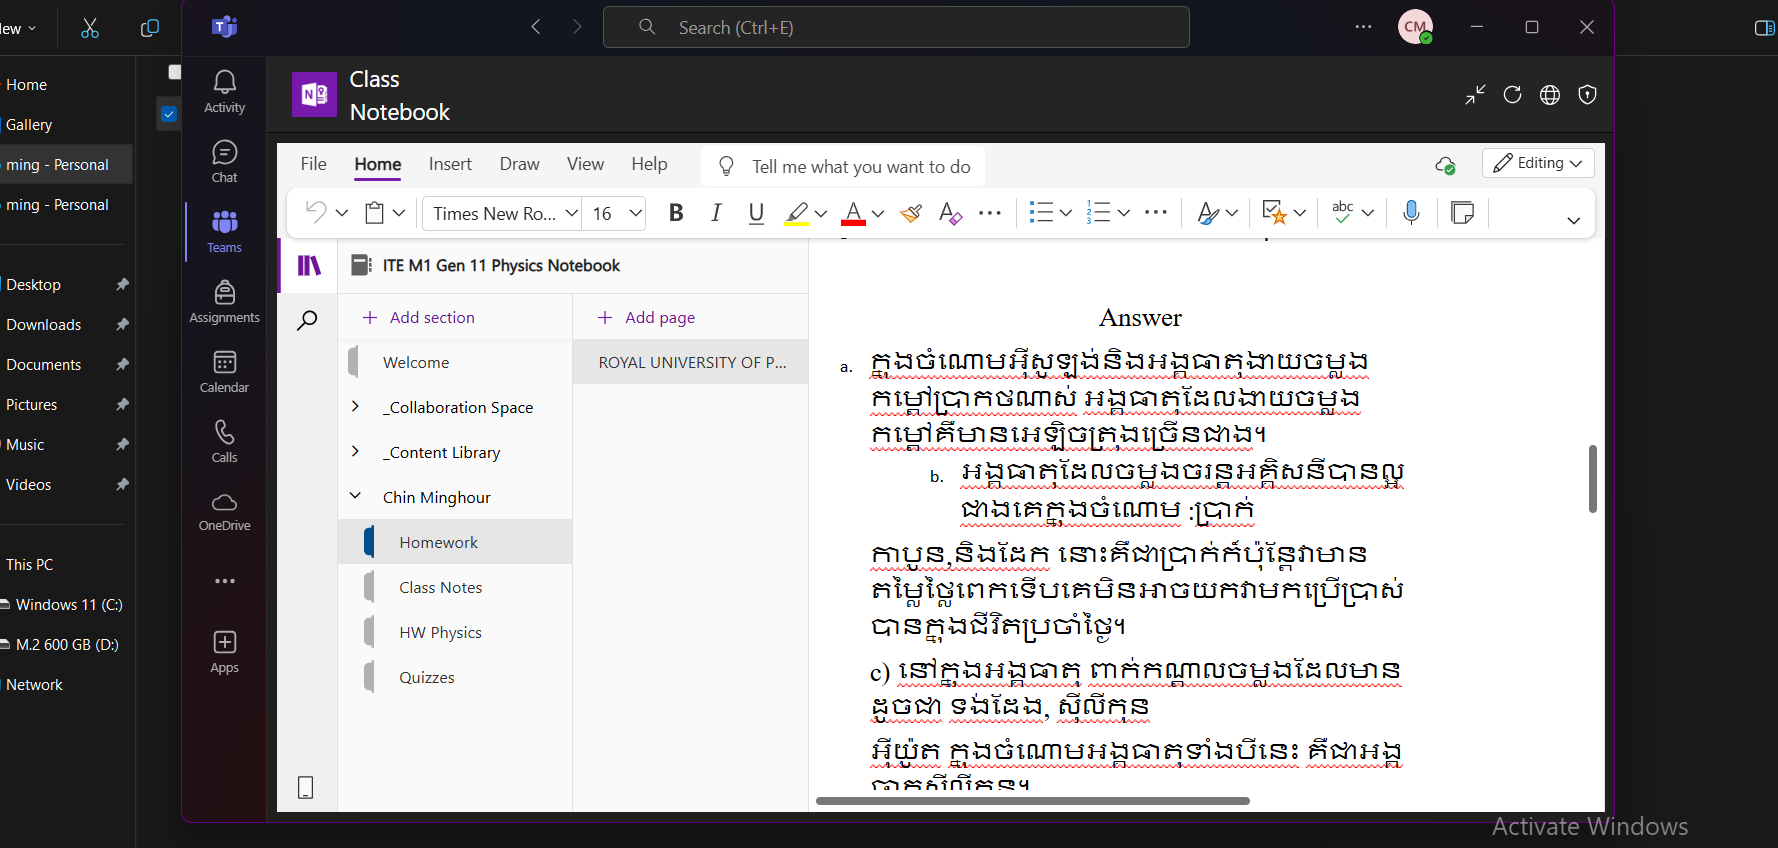 ew
Search (Ctrl+E)
CM
Home
Gallery
ming - Personal
ming - Personal
Desktop
Downloads
Documents
Pictures
Music
Videos
This PC
Windows 11 (C:)
M.2 600 GB (D:)
Network
Activity
Chat
Teams
Assignments
Calendar
Calls
OneDrive
Apps
Class
Notebook
File Home Insert Draw View Help Tell me what you want to do Editing
Times New Ro... 16 B I U A abc
ITE M1 Gen 11 Physics Notebook
Add section
Add page
Welcome
_Collaboration Space
_Content Library
Chin Minghour
Homework
Class Notes
HW Physics
Quizzes
ROYAL UNIVERSITY OF P...
Answer
a. ក្នុងចំណោមអ៊ីសូឡង់និងអង្គធាតុងាយចម្លង
កម្តៅប្រាកថណាស់ អង្គធាតុដែលងាយចម្លង
កម្តៅគឺមានអេឡិចត្រុងច្រើនជាង។
b. អង្គធាតុដែលចម្លងចរន្តអគ្គិសនីបានល្អ
ជាងគេក្នុងចំណោម :ប្រាក់
កាបូន,និងដែក នោះគឺជាប្រាក់ក៍ប៉ុន្តែវាមាន
តម្លៃថ្លៃពេកទើបគេមិនអាចយកវាមកប្រើប្រាស់
បានក្នុងជីវិតប្រចាំថ្ងៃ។
c) នៅក្នុងអង្គធាតុ ពាក់កណ្តាលចម្លងដែលមាន
ដូចជា ទង់ដែង, ស៊ីលីកុន
អ៊ីយ៉ូត ក្នុងចំណោមអង្គធាតុទាំងបីនេះ គឺជាអង្គ
ធាតុស៊ីលីកុន។
Activate Windows